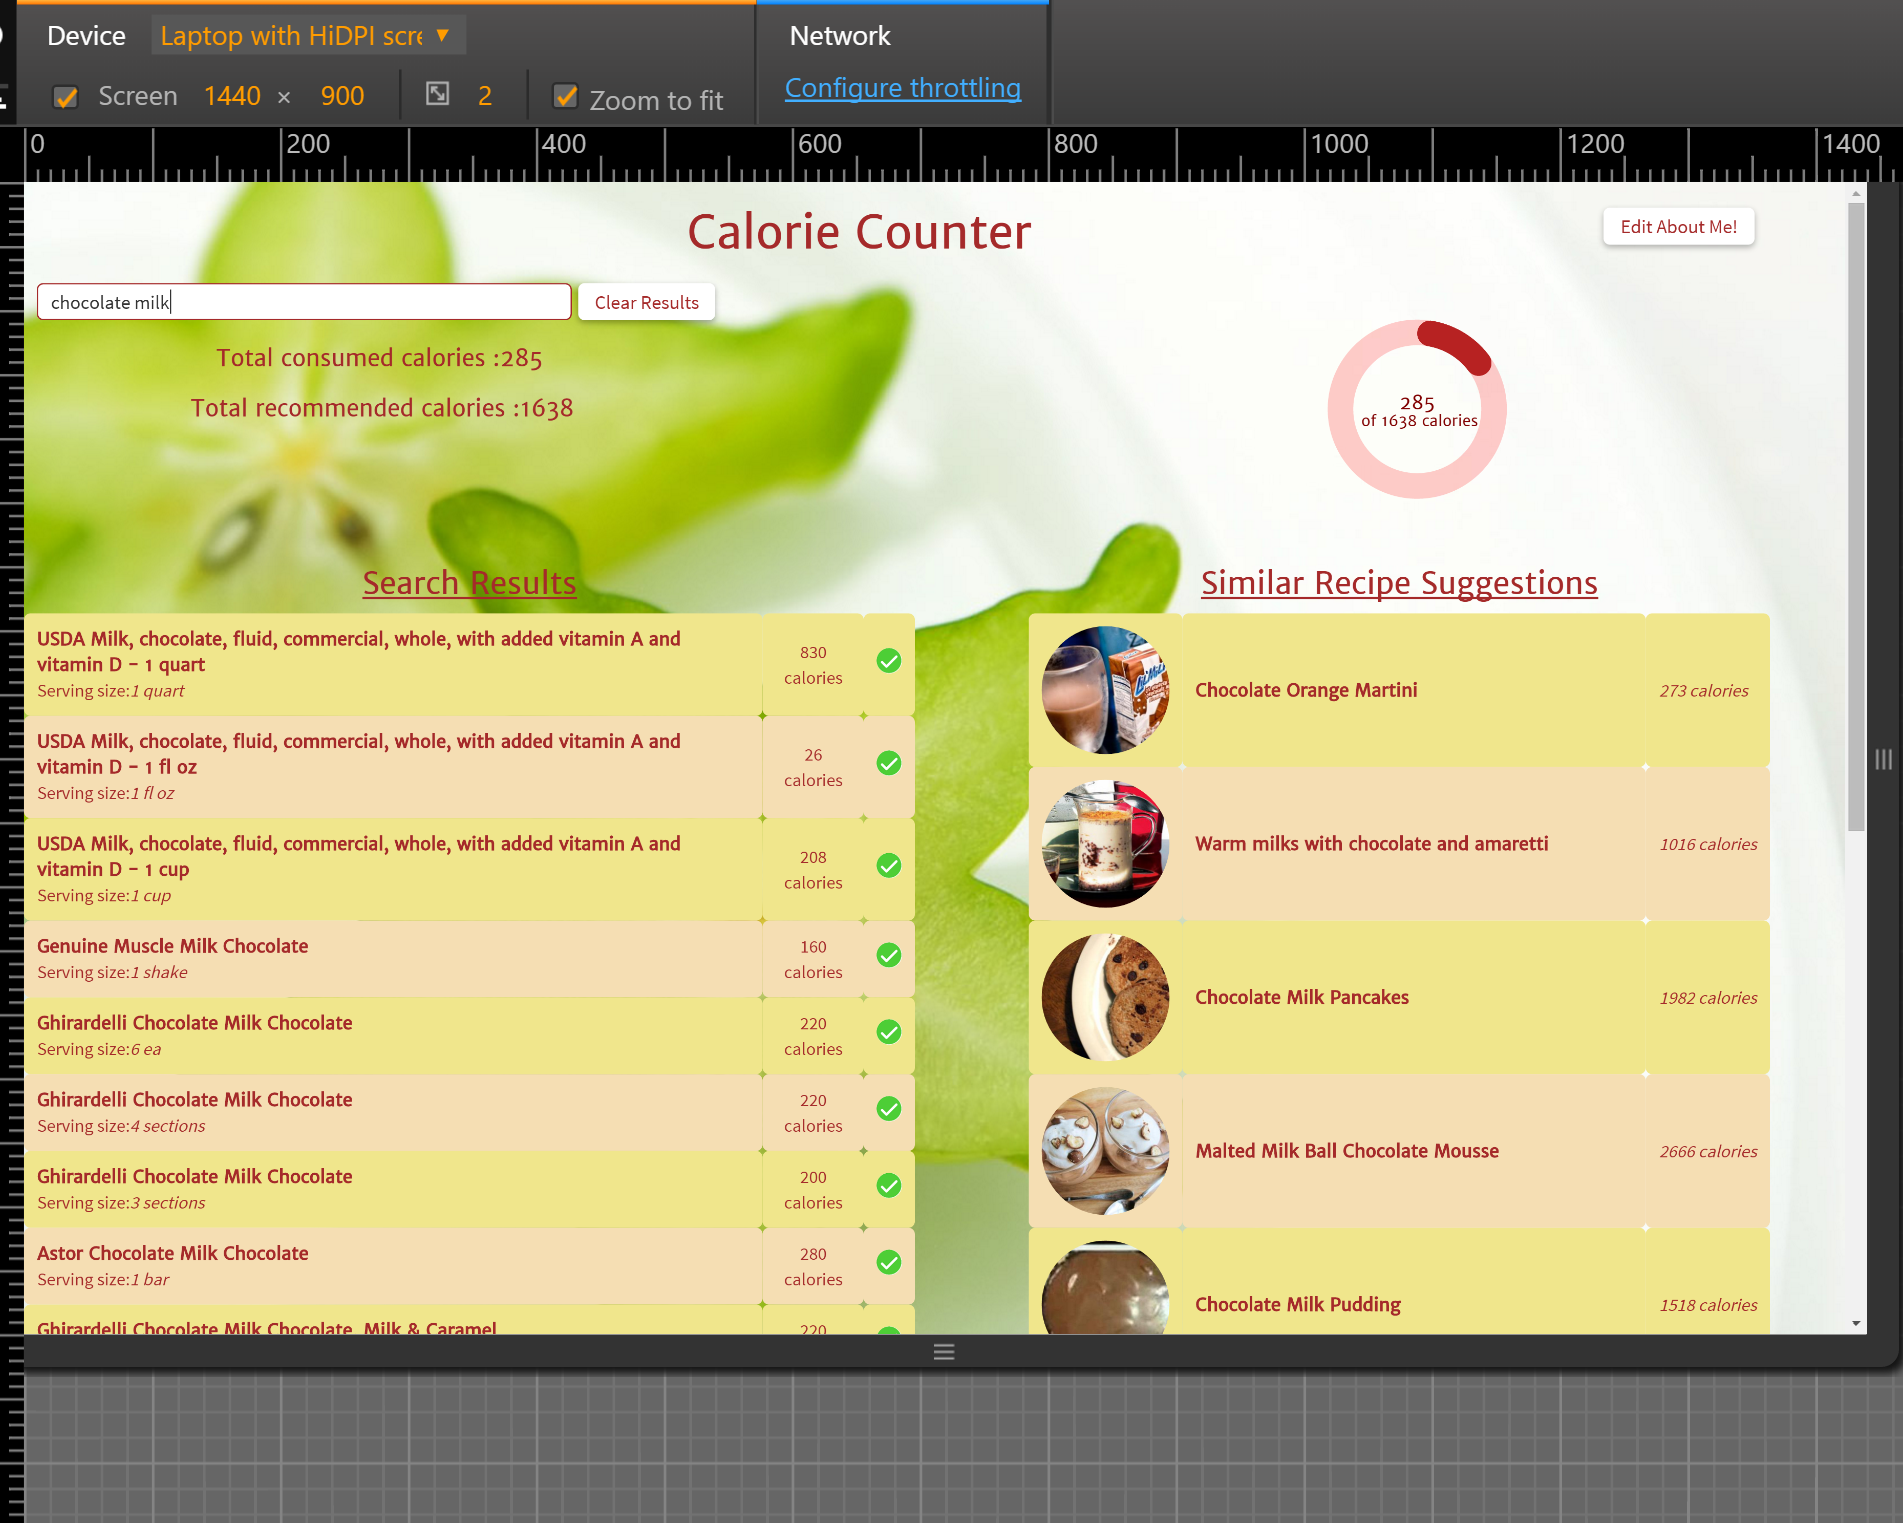 Device
Laptop with HiDPI scre ▼
Network
Screen 1440 × 900
2
Zoom to fit
Configure throttling
0 200 400 600 800 1000 1200 1400
Calorie Counter
Edit About Me!
chocolate milk
Clear Results
Total consumed calories :285
Total recommended calories :1638
285
of 1638 calories
Search Results
USDA Milk, chocolate, fluid, commercial, whole, with added vitamin A and
vitamin D - 1 quart
Serving size:1 quart
830
calories
USDA Milk, chocolate, fluid, commercial, whole, with added vitamin A and
vitamin D - 1 fl oz
Serving size:1 fl oz
26
calories
USDA Milk, chocolate, fluid, commercial, whole, with added vitamin A and
vitamin D - 1 cup
Serving size:1 cup
208
calories
Genuine Muscle Milk Chocolate
Serving size:1 shake
160
calories
Ghirardelli Chocolate Milk Chocolate
Serving size:6 ea
220
calories
Ghirardelli Chocolate Milk Chocolate
Serving size:4 sections
220
calories
Ghirardelli Chocolate Milk Chocolate
Serving size:3 sections
200
calories
Astor Chocolate Milk Chocolate
Serving size:1 bar
280
calories
Ghirardelli Chocolate Milk Chocolate, Milk & Caramel
220
Similar Recipe Suggestions
Chocolate Orange Martini
273 calories
Warm milks with chocolate and amaretti
1016 calories
Chocolate Milk Pancakes
1982 calories
Malted Milk Ball Chocolate Mousse
2666 calories
Chocolate Milk Pudding
1518 calories